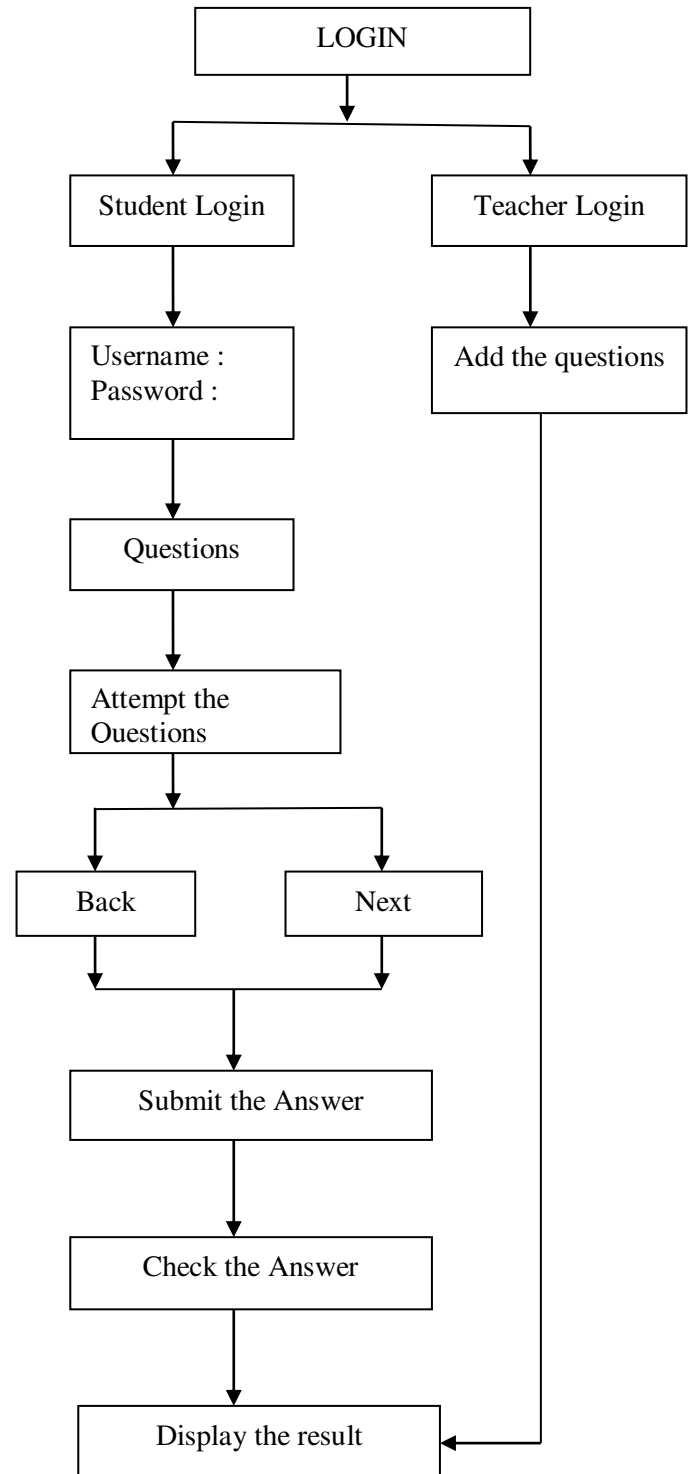 LOGIN
Student Login
Teacher Login
Username :
Password :
Add the questions
Questions
Attempt the
Questions
Back
Next
Submit the Answer
Check the Answer
Display the result